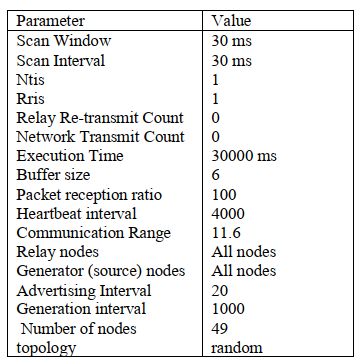 Parameter Value
Scan Window 30 ms
Scan Interval 30 ms
Ntis 1
Rris 1
Relay Re-transmit Count 0
Network Transmit Count 0
Execution Time 30000 ms
Buffer size 6
Packet reception ratio 100
Heartbeat interval 4000
Communication Range 11.6
Relay nodes All nodes
Generator (source) nodes All nodes
Advertising Interval 20
Generation interval 1000
Number of nodes 49
topology random